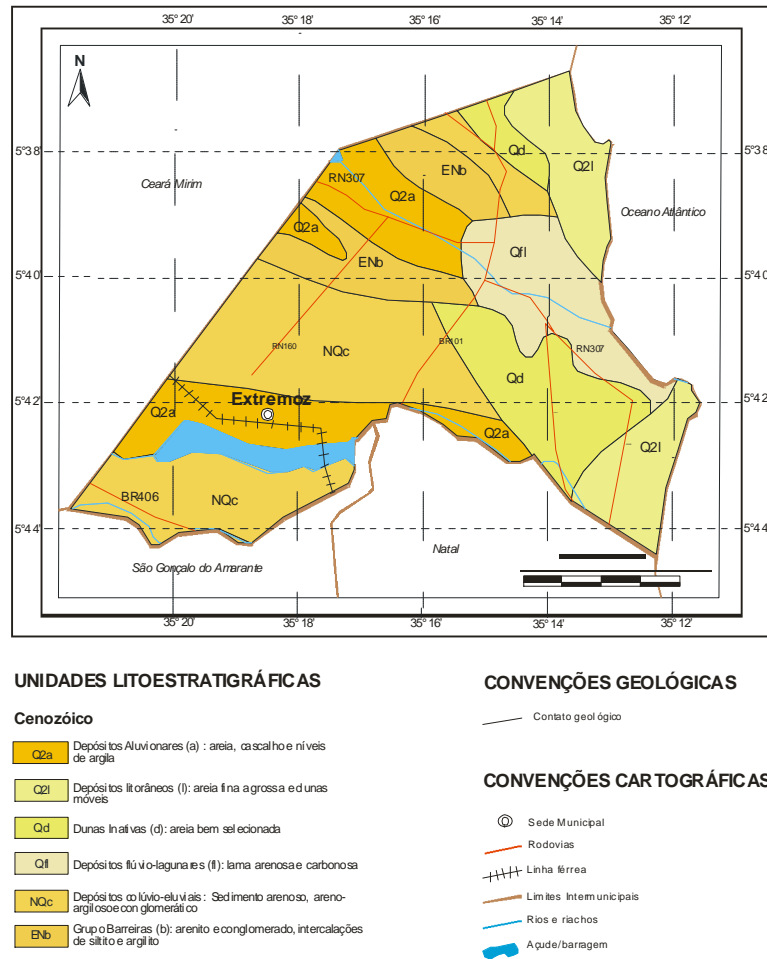 35° 20' 35° 18' 35° 16' 35° 14' 35° 12'
N
5°38' 5°38'
Ceará Mirim
RN307
Qd
ENb
Q2l
Q2a
Oceano Atlântico
Q2a
Qfl
ENb
5°40' 5°40'
RN160
NQc
BR101
RN307
Qd
5°42' 5°42'
Extremoz
Q2a
Q2a
Q2l
BR406
NQc
5°44' 5°44'
Natal
São Gonçalo do Amarante
35° 20' 35° 18' 35° 16' 35° 14' 35° 12'
UNIDADES LITOESTRATIGRÁFICAS
Cenozóico
Q2a Depósitos Aluvionares (a) : areia, cascalho e níveis
de argila
Q2l Depósitos litorâneos (l): areia fina a grossa e dunas
móveis
Qd Dunas Inativas (d): areia bem selecionada
Qfl Depósitos flúvio-lagunares (fl): lama arenosa e carbonosa
NQc Depósitos colúvio-eluviais: Sedimento arenoso, areno-
argiloso e conglomerático
ENb Grupo Barreiras (b): arenito e conglomerado, intercalações
de siltito e argilito
CONVENÇÕES GEOLÓGICAS
Contato geológico
CONVENÇÕES CARTOGRÁFICAS
Sede Municipal
Rodovias
Linha férrea
Limites Intermunicipais
Rios e riachos
Açude/barragem